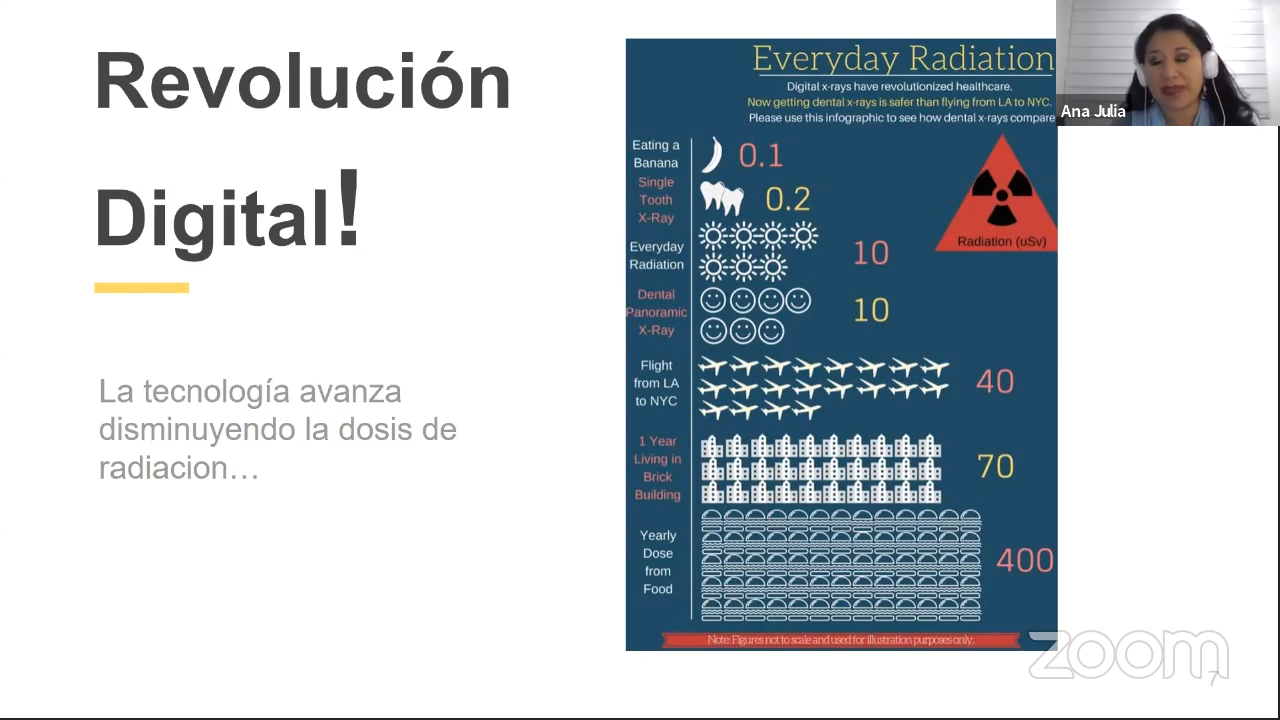 Revolución
Digital!
La tecnología avanza
disminuyendo la dosis de
radiacion…
Everyday Radiation
Digital x-rays have revolutionized healthcare.
Now getting dental x-rays is safer than flying from LA to NYC.
Please use this infographic to see how dental x-rays compare
Eating a
Banana
0.1
Single
Tooth
X-Ray
0.2
Everyday
Radiation
10
Dental
Panoramic
X-Ray
10
Flight
from LA
to NYC
40
1 Year
Living in
Brick
Building
70
Yearly
Dose
from
Food
400
Radiation (uSv)
Note: Figures not to scale and used for illustration purposes only.
Ana Julia
zoom
7